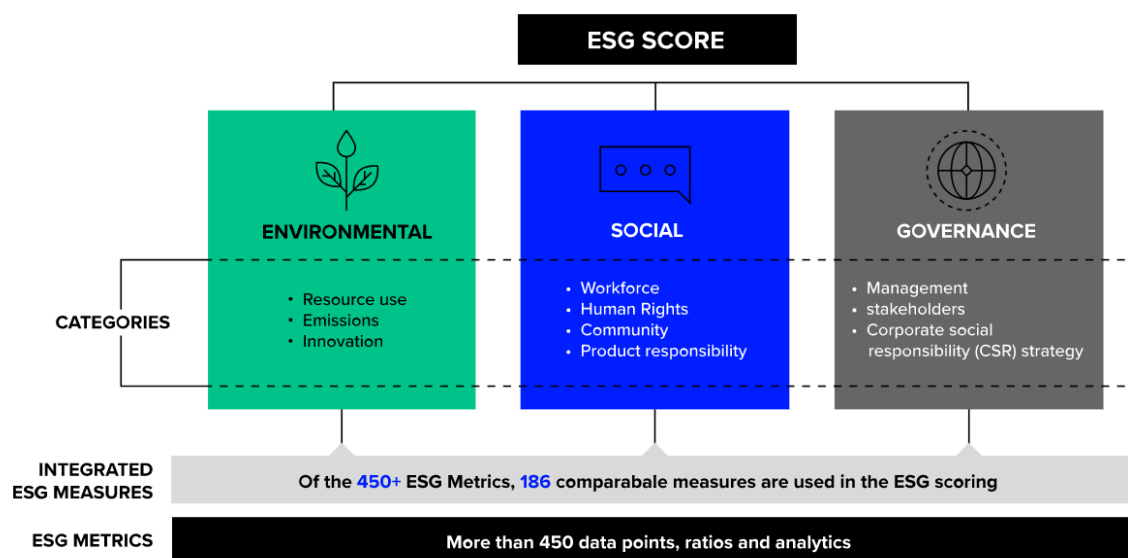 ESG SCORE
ENVIRONMENTAL
SOCIAL
GOVERNANCE
CATEGORIES
• Resource use
• Emissions
• Innovation
• Workforce
• Human Rights
• Community
• Product responsibility
• Management
• stakeholders
• Corporate social
responsibility (CSR) strategy
INTEGRATED
ESG MEASURES
Of the 450+ ESG Metrics, 186 comparabale measures are used in the ESG scoring
ESG METRICS
More than 450 data points, ratios and analytics